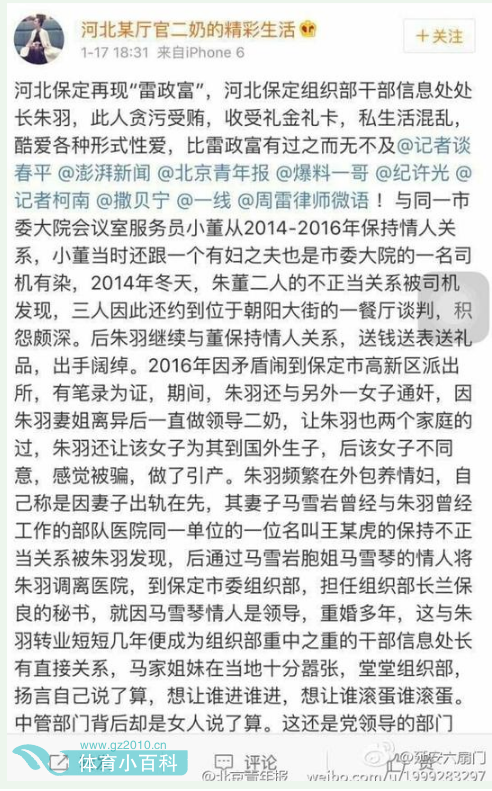 河北某厅官二奶的精彩生活
＋关注
1-17 18:31 来自iPhone 6
河北保定再现“雷政富”，河北保定组织部干部信息处处
长朱羽，此人贪污受贿，收受礼金礼卡，私生活混乱，
酷爱各种形式性爱，比雷政富有过之而无不及@记者谈
春平 @澎湃新闻 @北京青年报 @爆料一哥 @纪许光 @
记者柯南 @撒贝宁 @一线 @周雷律师微语 ！与同一市
委大院会议室服务员小董从2014-2016年保持情人关
系，小董当时还跟一个有妇之夫也是市委大院的一名司
机有染，2014年冬天，朱董二人的不正当关系被司机
发现，三人因此还约到位于朝阳大街的一餐厅谈判，积
怨颇深。后朱羽继续与董保持情人关系，送钱送表送礼
品，出手阔绰。2016年因矛盾闹到保定市高新区派出
所，有笔录为证，期间，朱羽还与另外一女子通奸，因
朱羽妻姐离异后一直做领导二奶，让朱羽也两个家庭的
过，朱羽还让该女子为其到国外生子，后该女子不同
意，感觉被骗，做了引产。朱羽频繁在外包养情妇，自
己称是因妻子出轨在先，其妻子马雪岩曾经与朱羽曾经
工作的部队医院同一单位的一位名叫王某虎的保持不正
当关系被朱羽发现，后通过马雪岩胞姐马雪琴的情人将
朱羽调离医院，到保定市委组织部，担任组织部长兰保
良的秘书，就因马雪琴情人是领导，重婚多年，这与朱
羽转业短短几年便成为组织部重中之重的干部信息处长
有直接关系，马家姐妹在当地十分嚣张，堂堂组织部，
扬言自己说了算，想让谁进谁进，想让谁滚蛋谁滚蛋。
中管部门背后却是女人说了算。这还是党领导的部门
www.gz2010.cn
体育小百科
评论
@延安六扇门
@北京青年报 weibo.com/u/1999283297